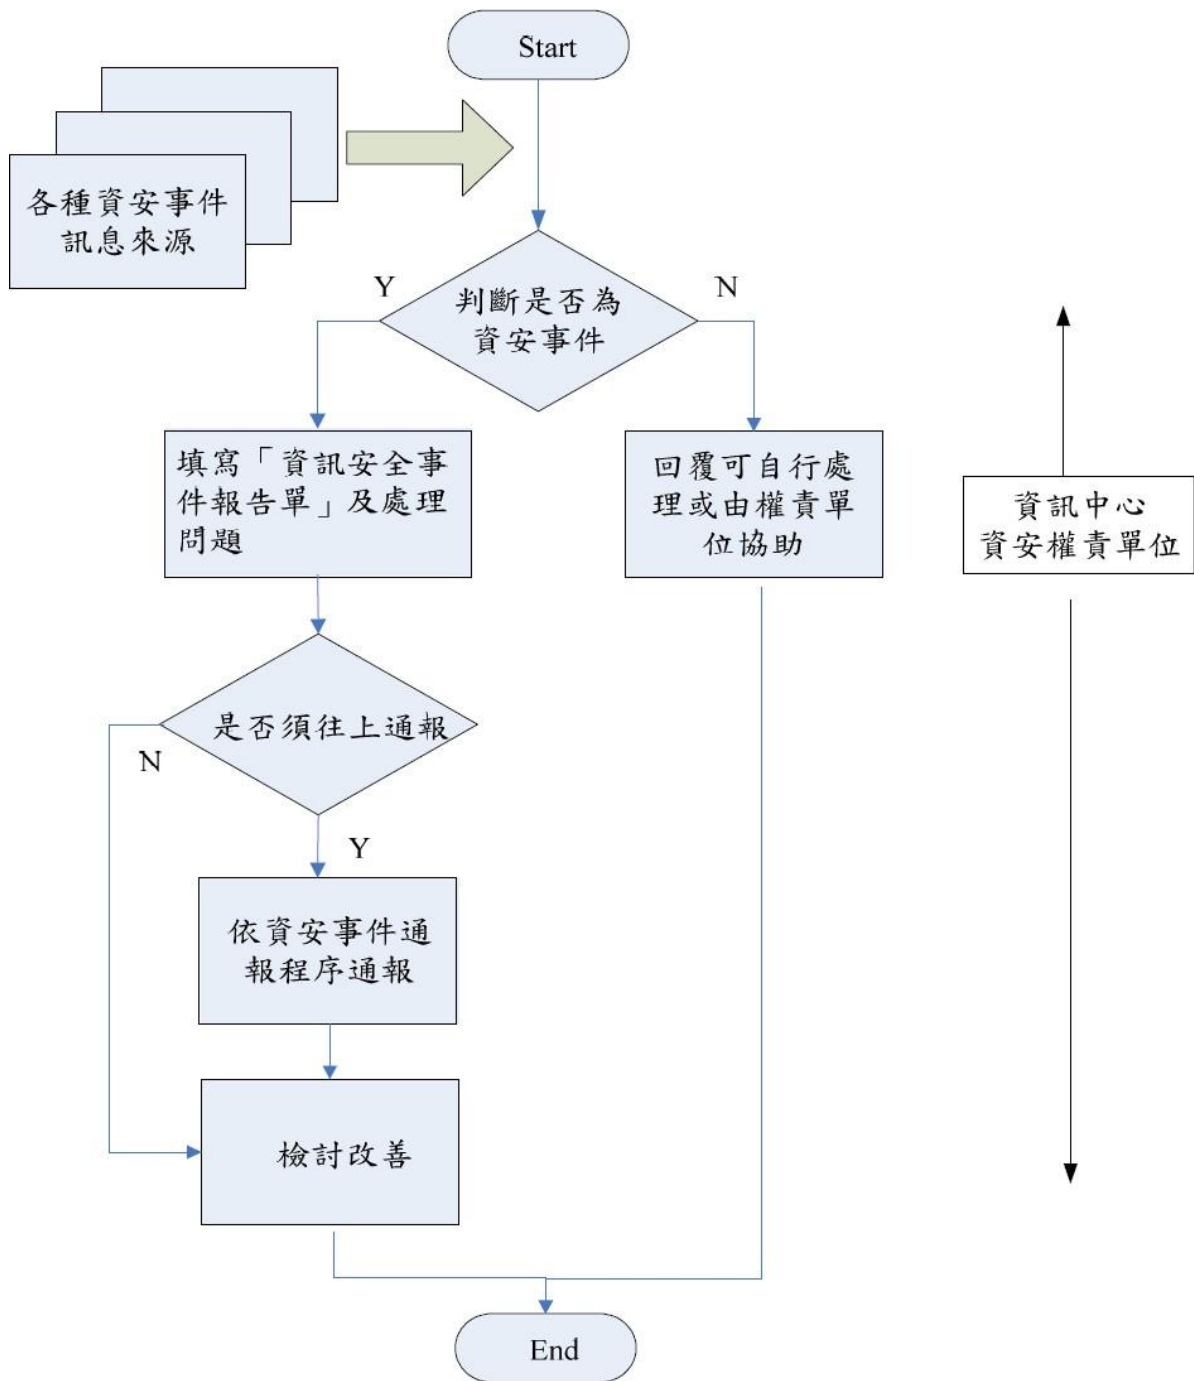 Start
各種資安事件
訊息來源
Y
N
判斷是否為
資安事件
填寫「資訊安全事
件報告單」及處理
問題
回覆可自行處
理或由權責單
位協助
資訊中心
資安權責單位
是否須往上通報
N
Y
依資安事件通
報程序通報
檢討改善
End